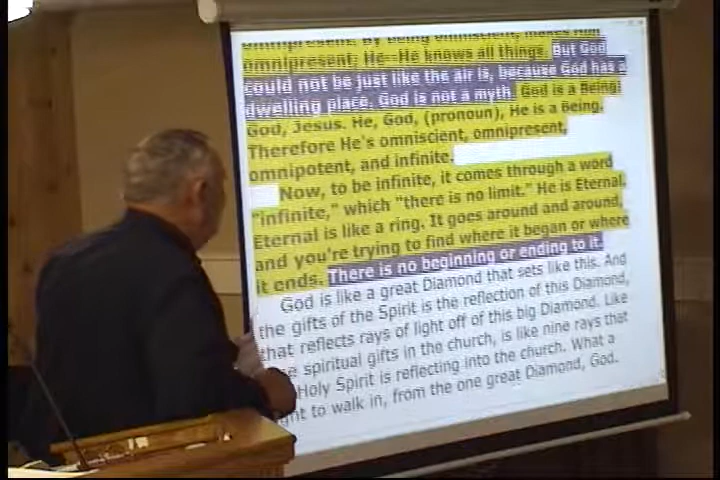 omnipresent. By being omniscient, makes Him
omnipresent; He--He knows all things. But God
could not be just like the air is, because God has a
dwelling place. God is not a myth. God is a Being!
God, Jesus. He, God, (pronoun), He is a Being.
Therefore He's omniscient, omnipresent,
omnipotent, and infinite.
Now, to be infinite, it comes through a word
"infinite," which "there is no limit." He is Eternal.
Eternal is like a ring. It goes around and around,
and you're trying to find where it began or where
it ends. There is no beginning or ending to it. And
God is like a great Diamond that sets like this. And
the gifts of the Spirit is the reflection of this Diamond,
that reflects rays of light off of this big Diamond. Like
spiritual gifts in the church, is like nine rays that
Holy Spirit is reflecting into the church. What a
to walk in, from the one great Diamond, God.